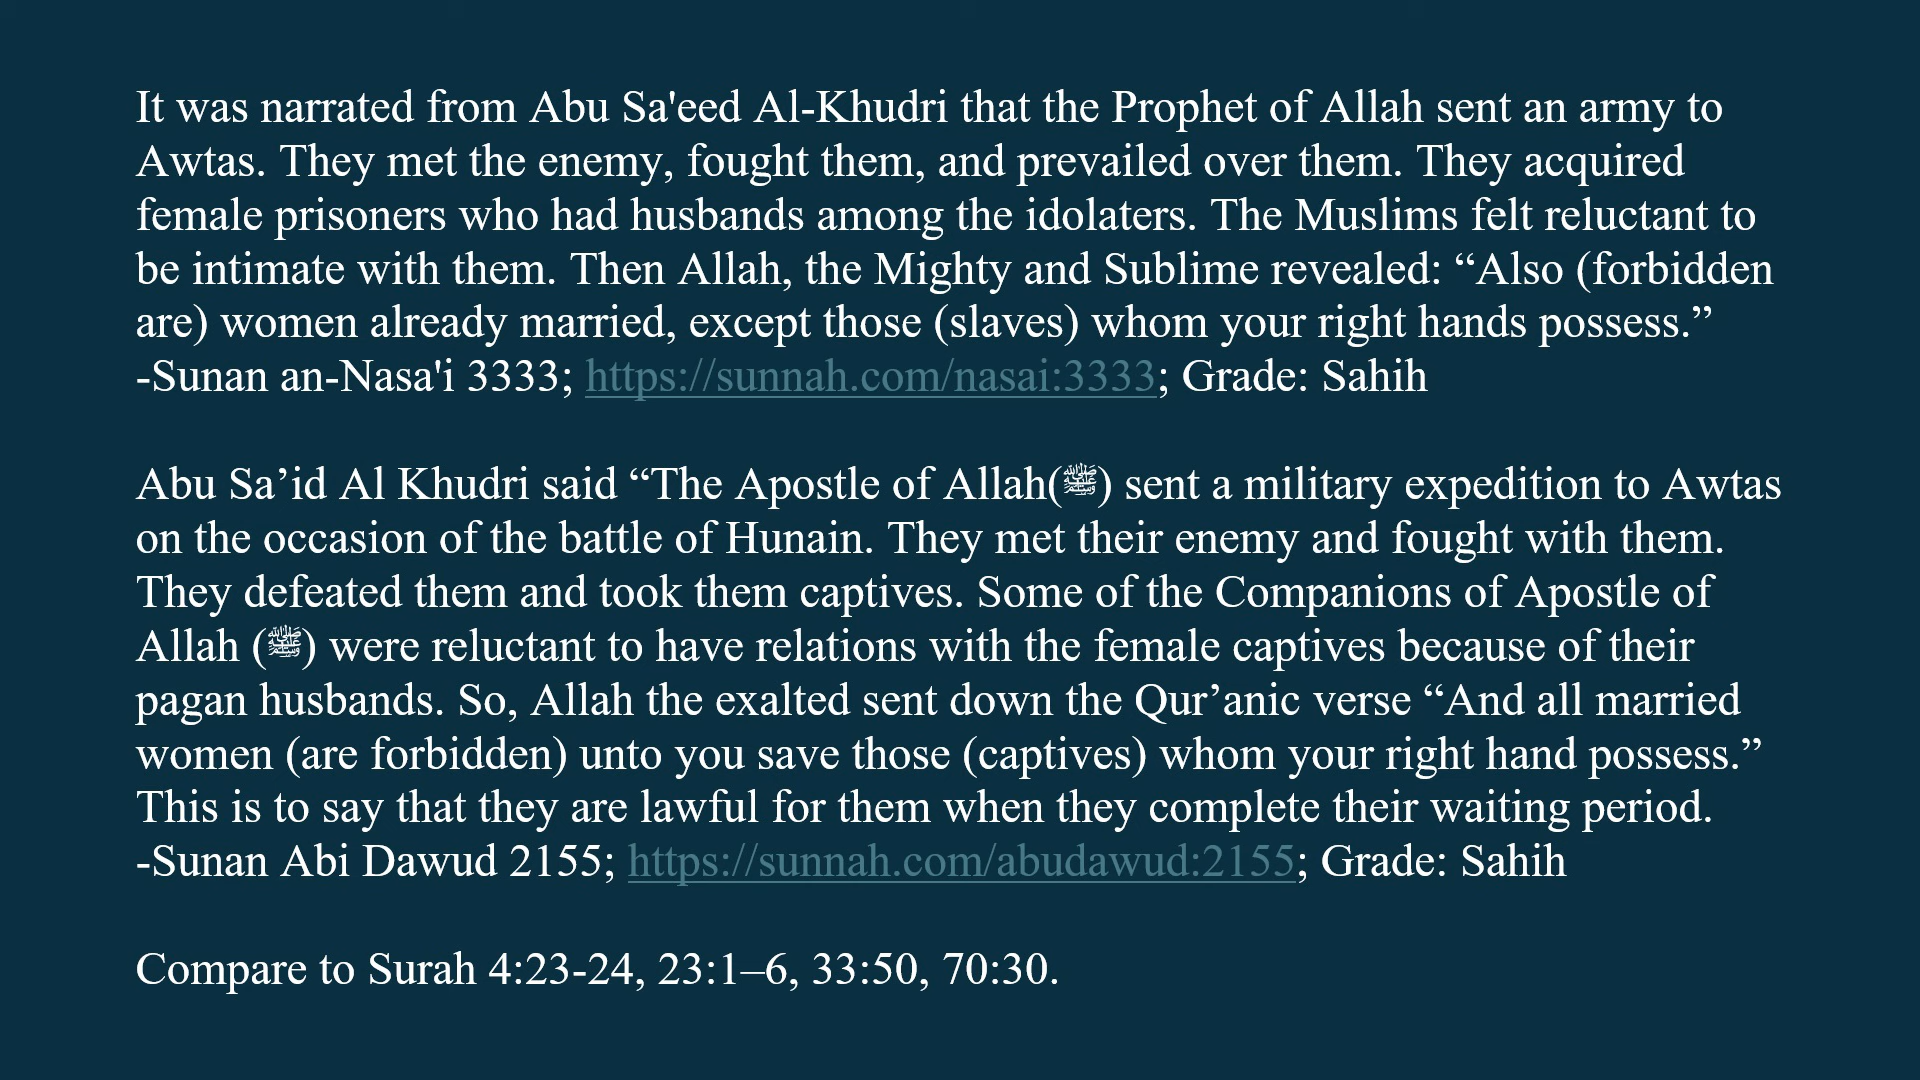 It was narrated from Abu Sa'eed Al-Khudri that the Prophet of Allah sent an army to
Awtas. They met the enemy, fought them, and prevailed over them. They acquired
female prisoners who had husbands among the idolaters. The Muslims felt reluctant to
be intimate with them. Then Allah, the Mighty and Sublime revealed: “Also (forbidden
are) women already married, except those (slaves) whom your right hands possess.”
-Sunan an-Nasa'i 3333; https://sunnah.com/nasai:3333; Grade: Sahih
Abu Sa’id Al Khudri said “The Apostle of Allah(ﷺ) sent a military expedition to Awtas
on the occasion of the battle of Hunain. They met their enemy and fought with them.
They defeated them and took them captives. Some of the Companions of Apostle of
Allah (ﷺ) were reluctant to have relations with the female captives because of their
pagan husbands. So, Allah the exalted sent down the Qur’anic verse “And all married
women (are forbidden) unto you save those (captives) whom your right hand possess.”
This is to say that they are lawful for them when they complete their waiting period.
-Sunan Abi Dawud 2155; https://sunnah.com/abudawud:2155; Grade: Sahih
Compare to Surah 4:23-24, 23:1–6, 33:50, 70:30.